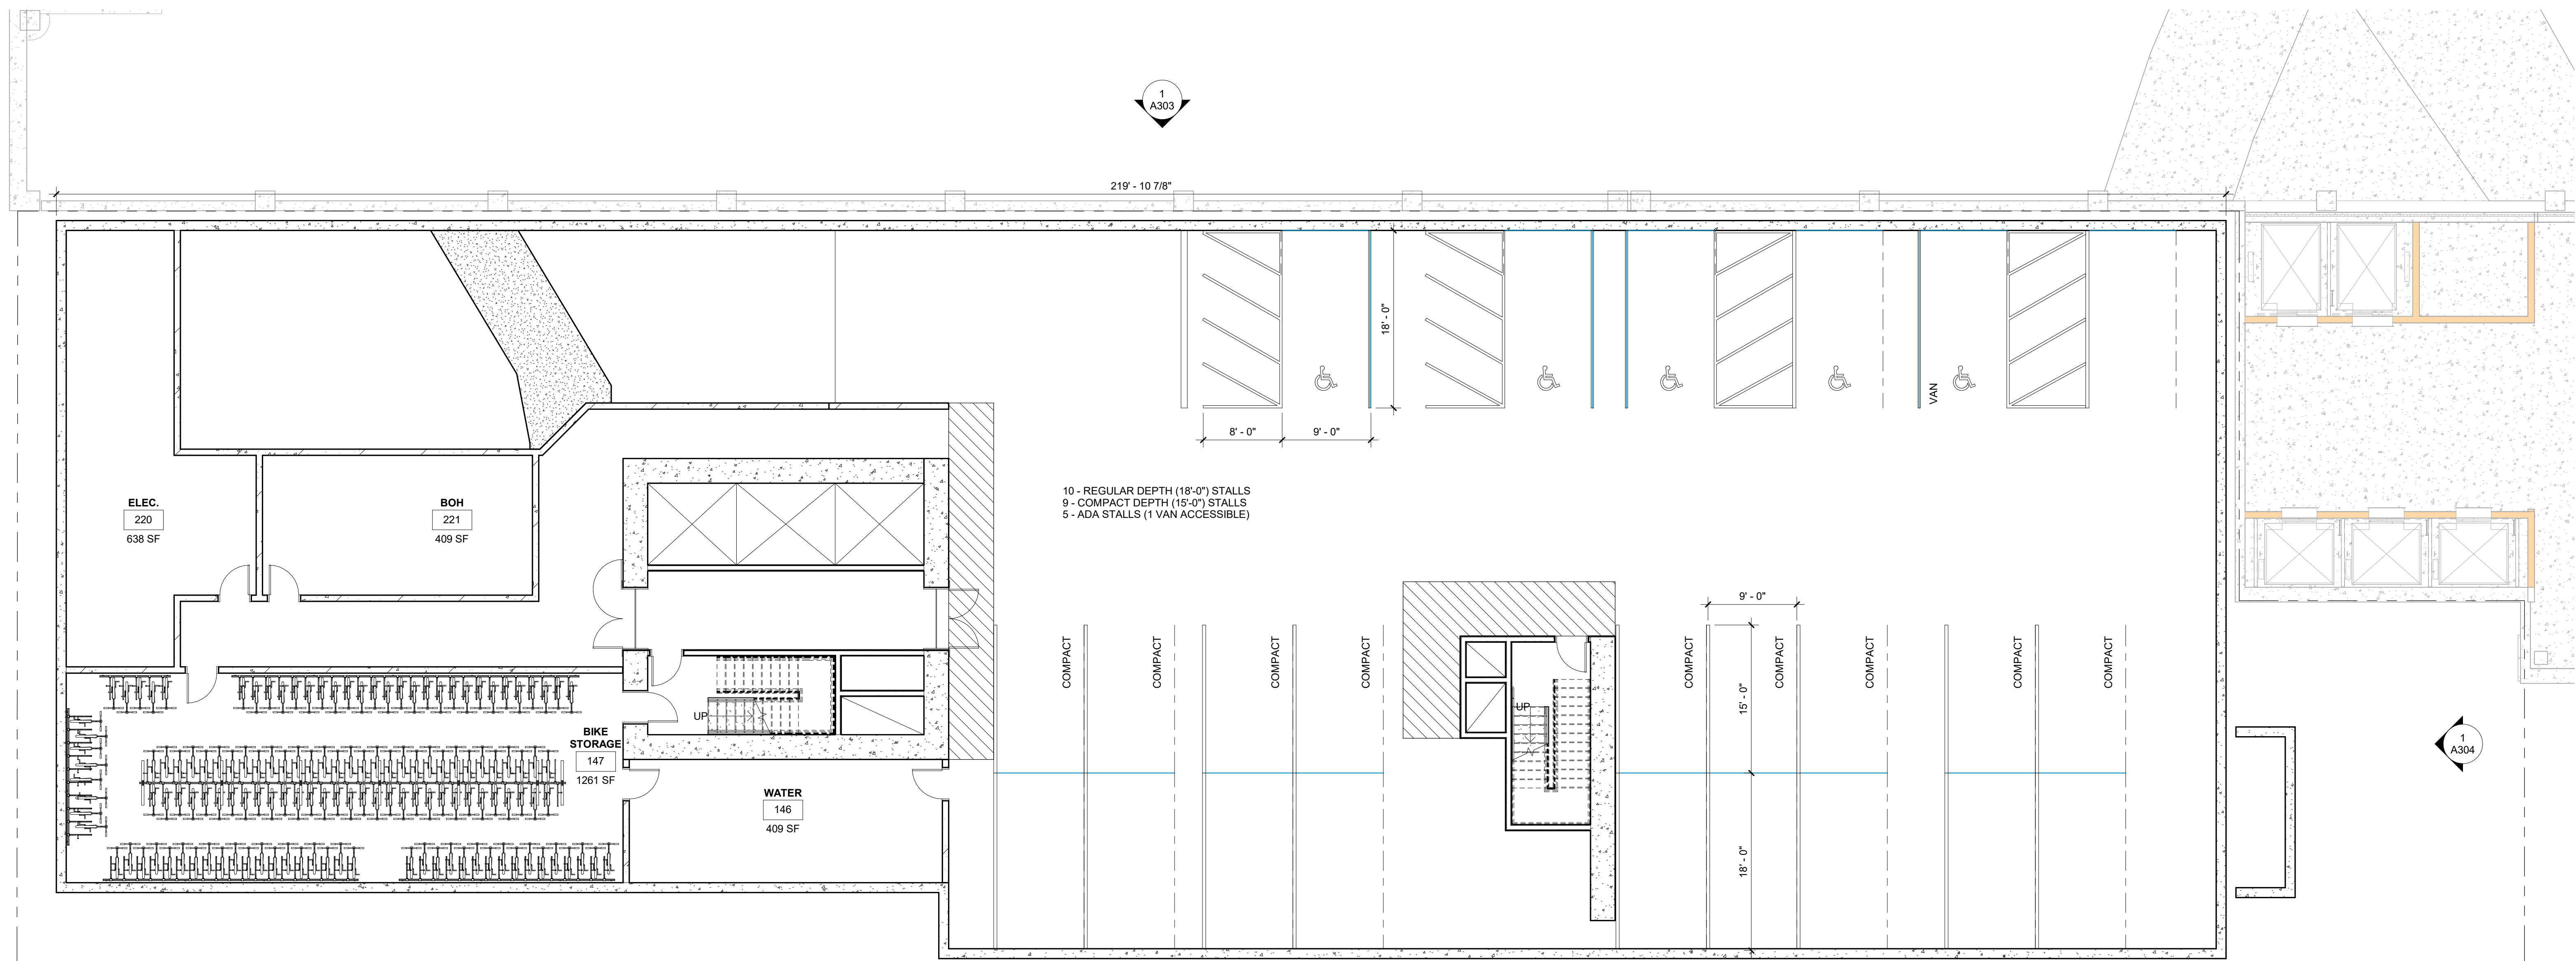 1
A303
219' - 10 7/8"
18' - 0"
VAN
8' - 0"
9' - 0"
10 - REGULAR DEPTH (18'-0") STALLS
9 - COMPACT DEPTH (15'-0") STALLS
5 - ADA STALLS (1 VAN ACCESSIBLE)
ELEC.
220
638 SF
BOH
221
409 SF
9' - 0"
COMPACT
COMPACT
COMPACT
COMPACT
COMPACT
COMPACT
COMPACT
COMPACT
COMPACT
15' - 0"
UP
UP
BIKE
STORAGE
147
1261 SF
WATER
146
409 SF
18' - 0"
1
A304